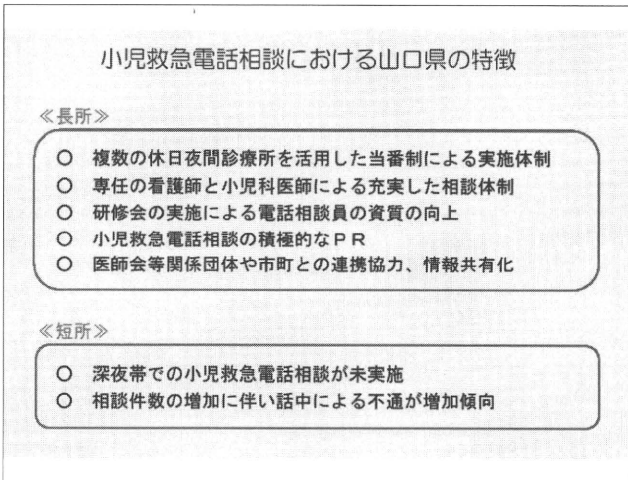 小児救急電話相談における山口県の特徴
≪長所≫
○ 複数の休日夜間診療所を活用した当番制による実施体制
○ 専任の看護師と小児科医師による充実した相談体制
○ 研修会の実施による電話相談員の資質の向上
○ 小児救急電話相談の積極的なＰＲ
○ 医師会等関係団体や市町との連携協力、情報共有化
≪短所≫
○ 深夜帯での小児救急電話相談が未実施
○ 相談件数の増加に伴い話中による不通が増加傾向